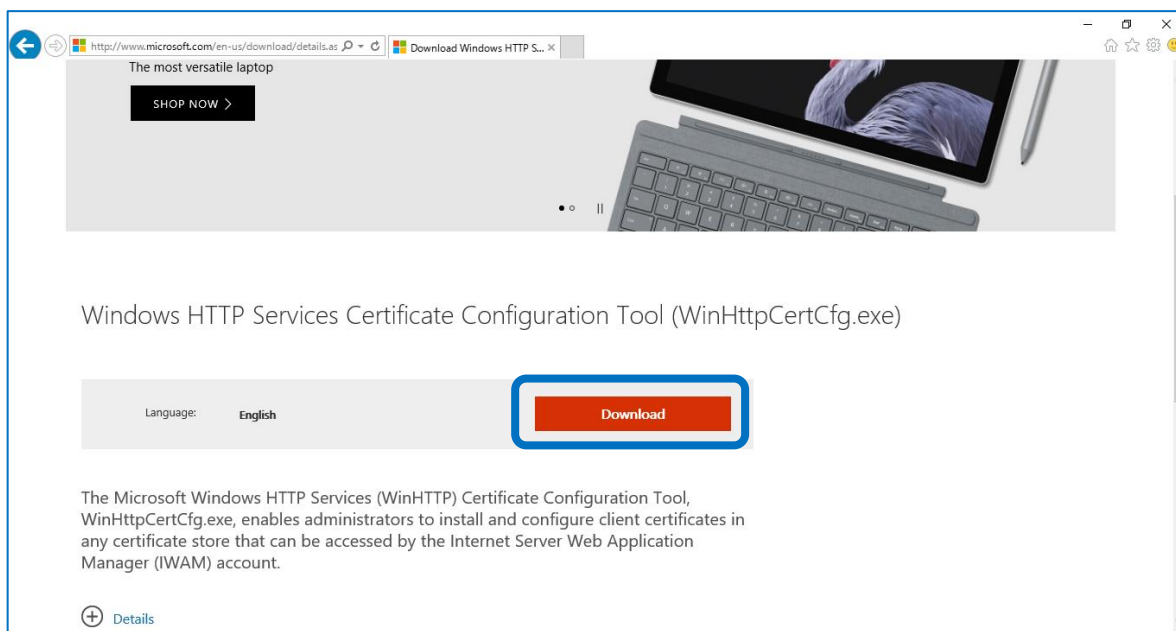 http://www.microsoft.com/en-us/download/details.as
Download Windows HTTP S...
The most versatile laptop
SHOP NOW
Windows HTTP Services Certificate Configuration Tool (WinHttpCertCfg.exe)
Language: English Download
The Microsoft Windows HTTP Services (WinHTTP) Certificate Configuration Tool,
WinHttpCertCfg.exe, enables administrators to install and configure client certificates in
any certificate store that can be accessed by the Internet Server Web Application
Manager (IWAM) account.
Details